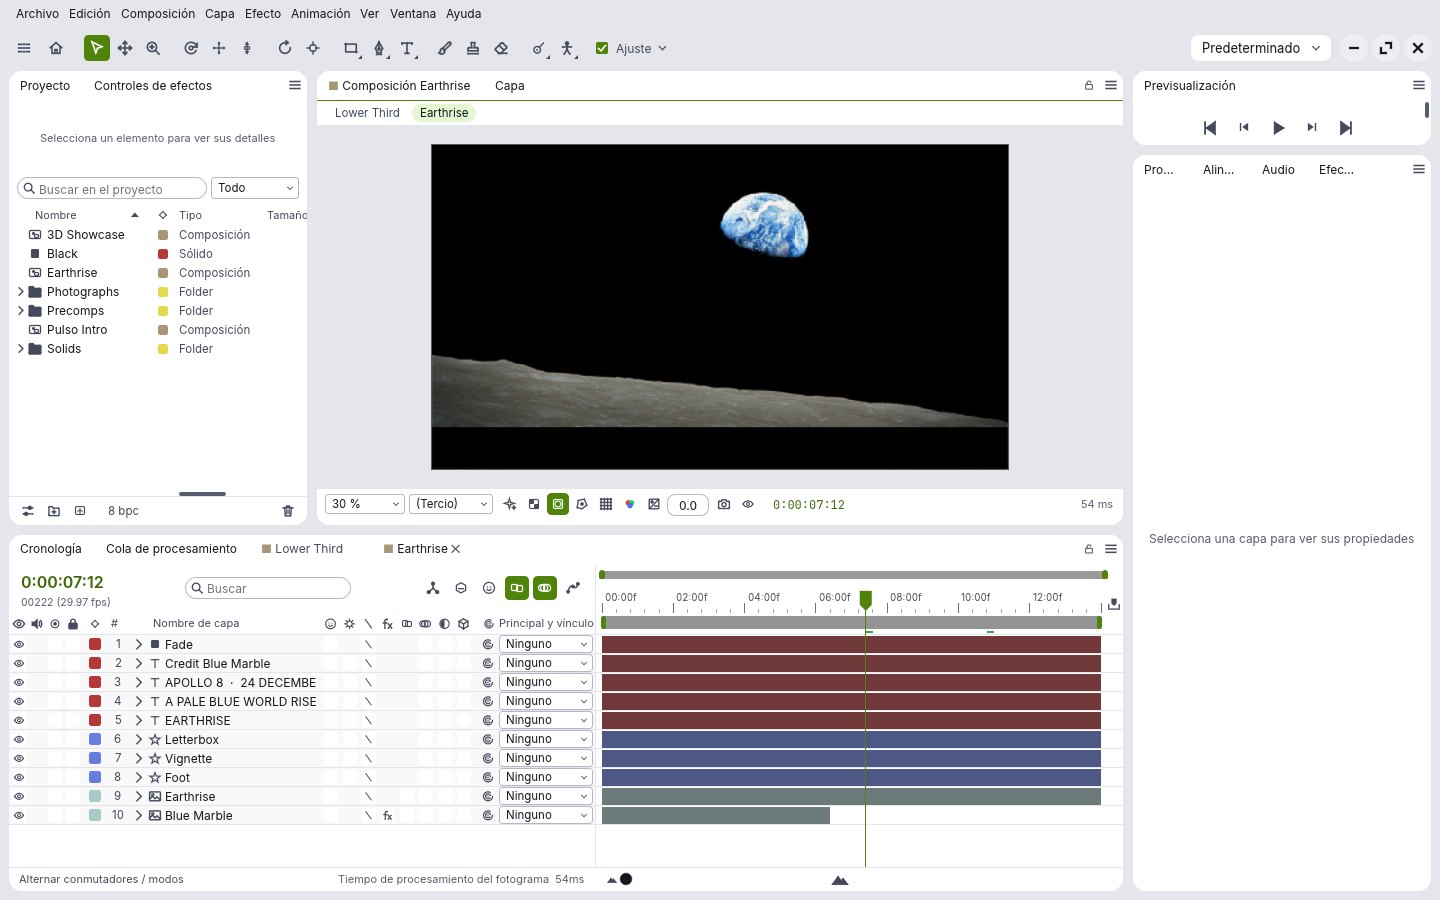 Archivo Edición Composición Capa Efecto Animación Ver Ventana Ayuda
Ajuste
Predeterminado
Proyecto Controles de efectos
Selecciona un elemento para ver sus detalles
Buscar en el proyecto Todo
Nombre Tipo Tamaño
3D Showcase Composición
Black Sólido
Earthrise Composición
Photographs Folder
Precomps Folder
Pulso Intro Composición
Solids Folder
8 bpc
Composición Earthrise Capa
Lower Third Earthrise
30 % (Tercio) 0.0 0:00:07:12 54 ms
Previsualización
Pro... Alin... Audio Efec...
Selecciona una capa para ver sus propiedades
Cronología Cola de procesamiento Lower Third Earthrise
0:00:07:12
00222 (29.97 fps)
Buscar
00:00f 02:00f 04:00f 06:00f 08:00f 10:00f 12:00f
# Nombre de capa fx Principal y vínculo
1 Fade Ninguno
2 Credit Blue Marble Ninguno
3 APOLLO 8 · 24 DECEMBE Ninguno
4 A PALE BLUE WORLD RISE Ninguno
5 EARTHRISE Ninguno
6 Letterbox Ninguno
7 Vignette Ninguno
8 Foot Ninguno
9 Earthrise Ninguno
10 Blue Marble fx Ninguno
Alternar conmutadores / modos Tiempo de procesamiento del fotograma 54ms